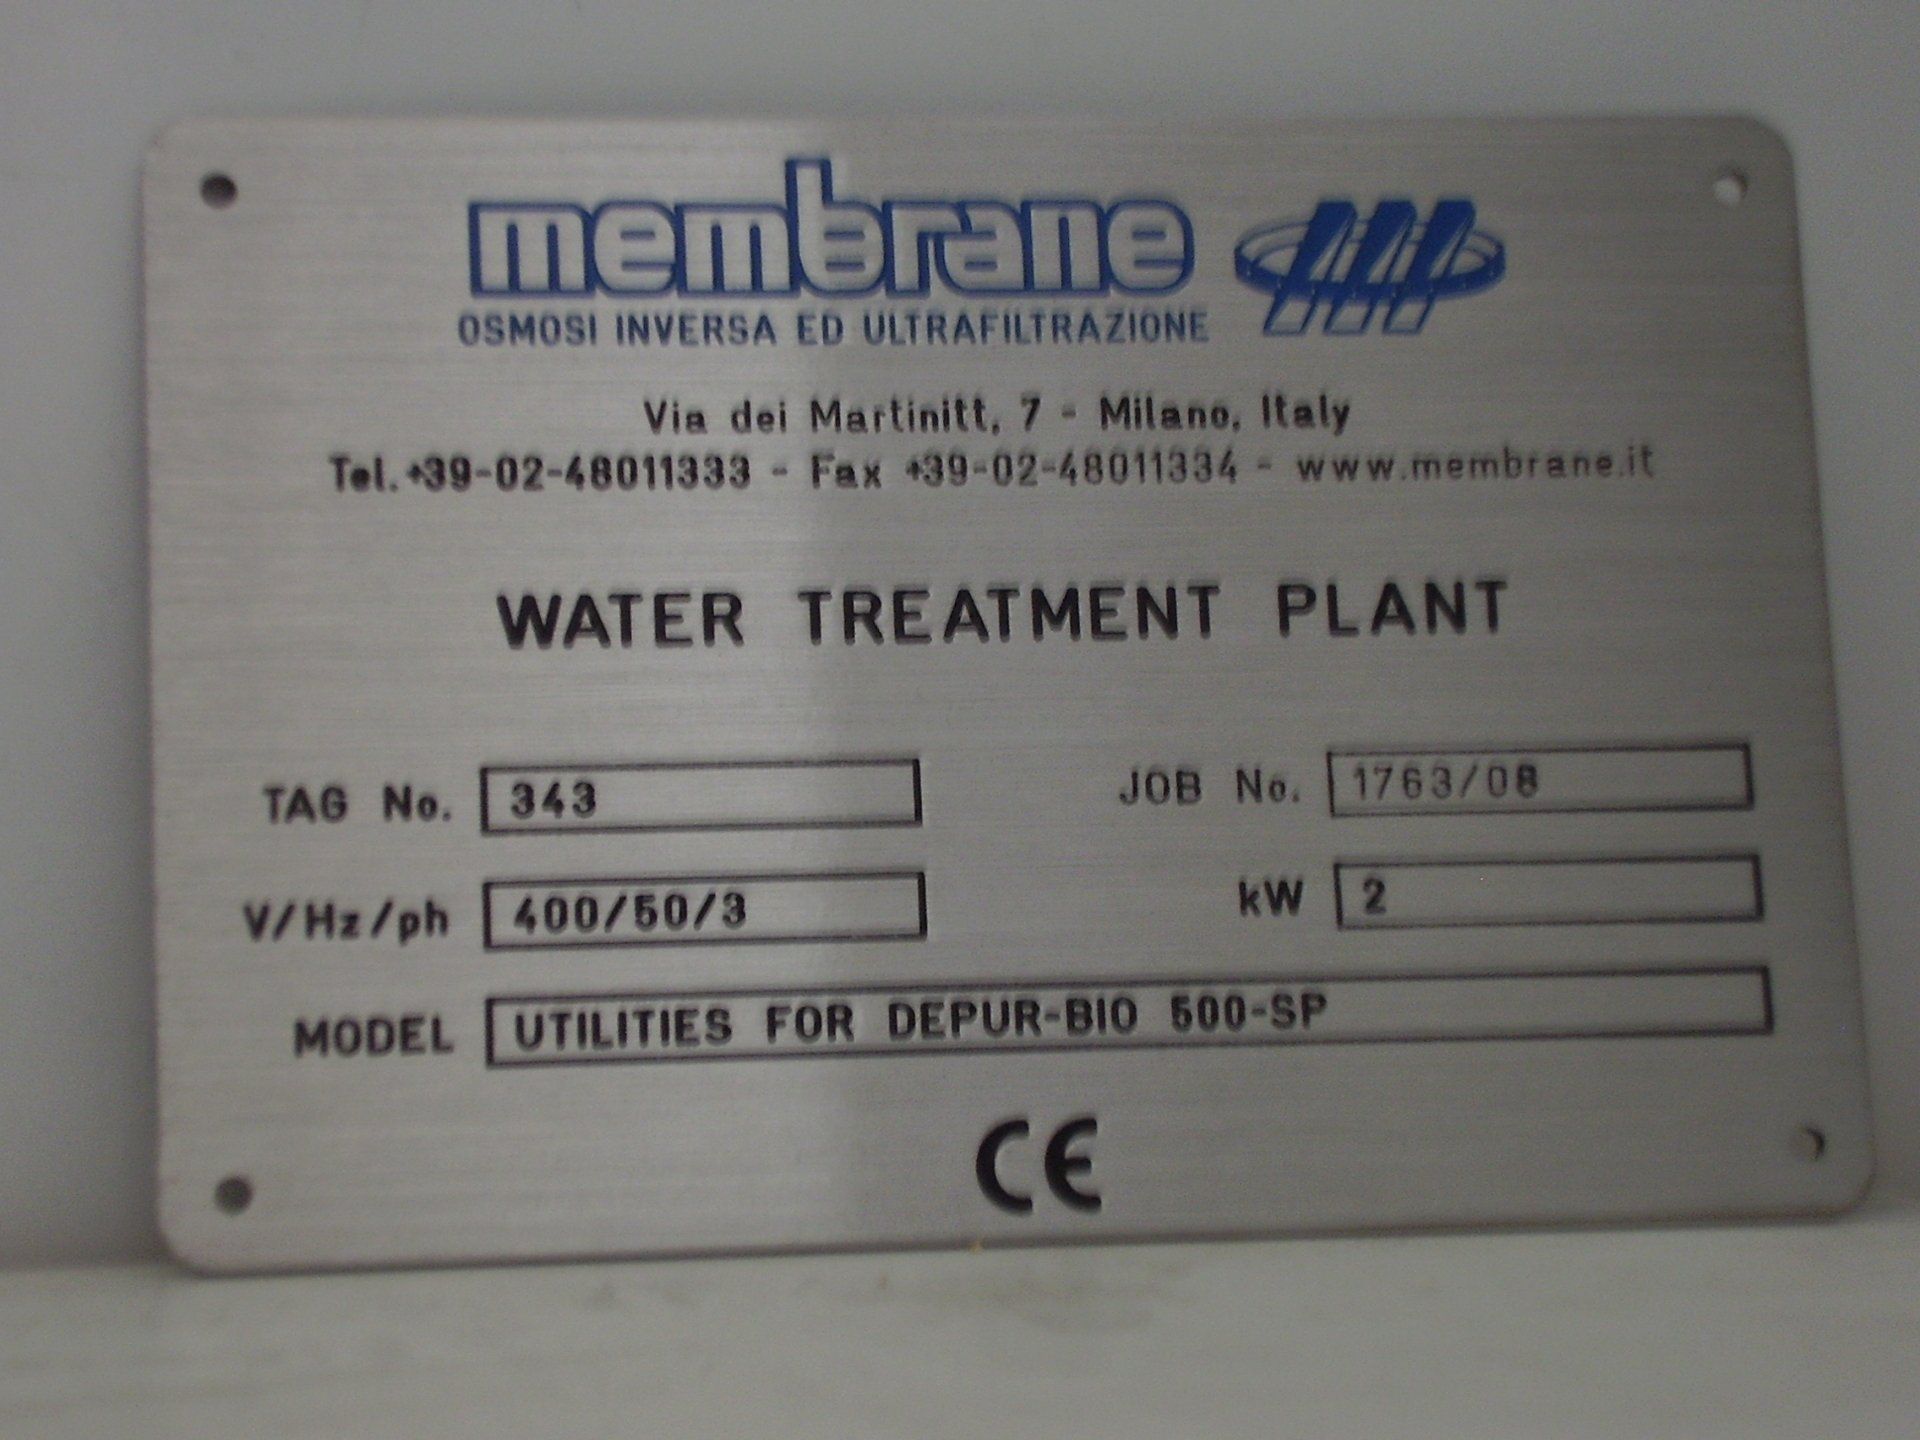 membrane
OSMOSI INVERSA ED ULTRAFILTRAZIONE
Via dei Martinitt, 7 - Milano, Italy
Tel. +39-02-48011333 - Fax +39-02-48011334 - www.membrane.it
WATER TREATMENT PLANT
TAG No. 343 JOB No. 1763/08
V/Hz/ph 400/50/3 kW 2
MODEL UTILITIES FOR DEPUR-BIO 500-SP
CE